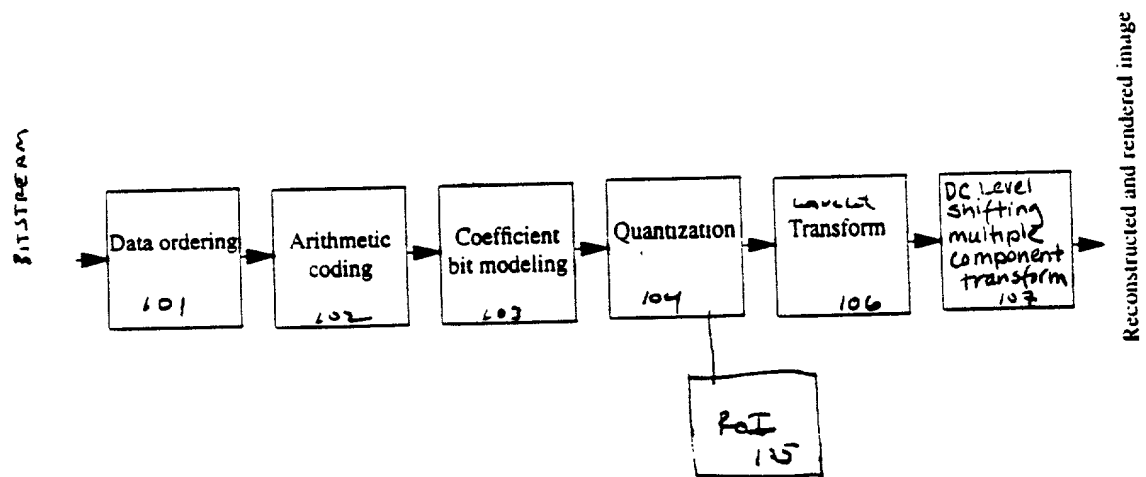 BITSTREAM
Data ordering
101
Arithmetic
coding
102
Coefficient
bit modeling
103
Quantization
104
Wavelet
Transform
106
DC Level
Shifting
multiple
component
transform
107
Reconstructed and rendered image
RoI
105